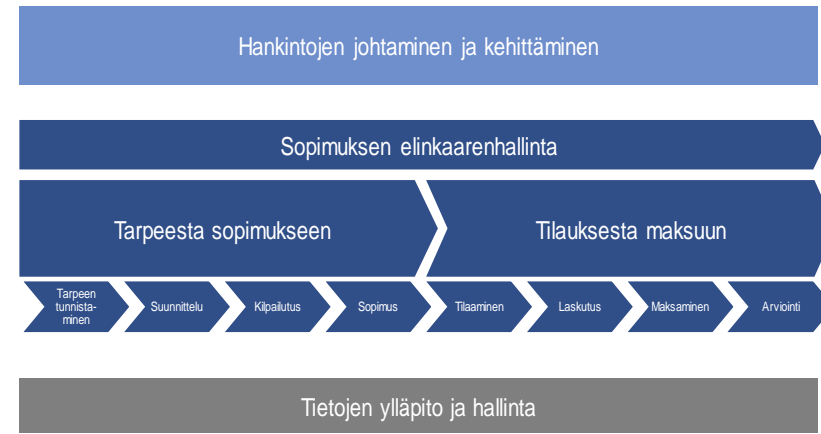 Hankintojen johtaminen ja kehittäminen
Sopimuksen elinkaarenhallinta
Tarpeesta sopimukseen
Tilauksesta maksuun
Tarpeen
tunnista-
minen
Suunnittelu
Kilpailutus
Sopimus
Tilaaminen
Laskutus
Maksaminen
Arviointi
Tietojen ylläpito ja hallinta